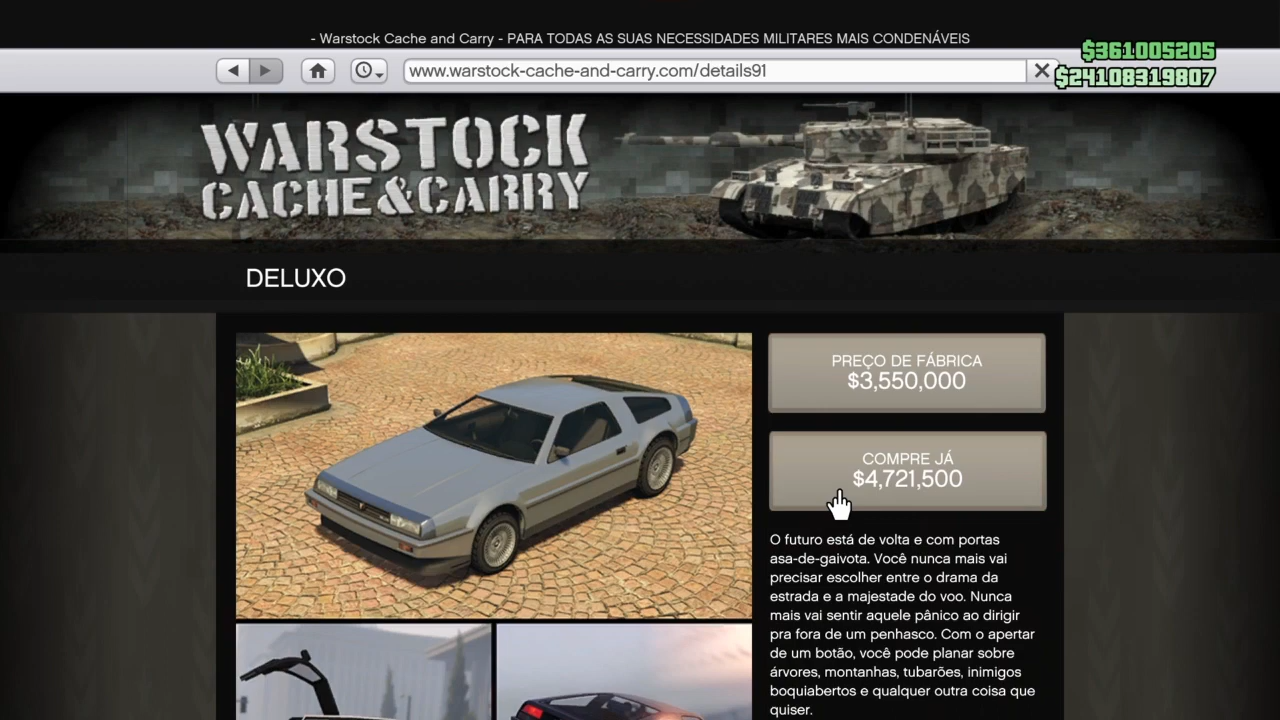 - Warstock Cache and Carry - PARA TODAS AS SUAS NECESSIDADES MILITARES MAIS CONDENÁVEIS
$361005205
www.warstock-cache-and-carry.com/details91
$24108319807
WARSTOCK
CACHE&CARRY
DELUXO
PREÇO DE FÁBRICA
$3,550,000
COMPRE JÁ
$4,721,500
O futuro está de volta e com portas
asa-de-gaivota. Você nunca mais vai
precisar escolher entre o drama da
estrada e a majestade do voo. Nunca
mais vai sentir aquele pânico ao dirigir
pra fora de um penhasco. Com o apertar
de um botão, você pode planar sobre
árvores, montanhas, tubarões, inimigos
boquiabertos e qualquer outra coisa que
quiser.